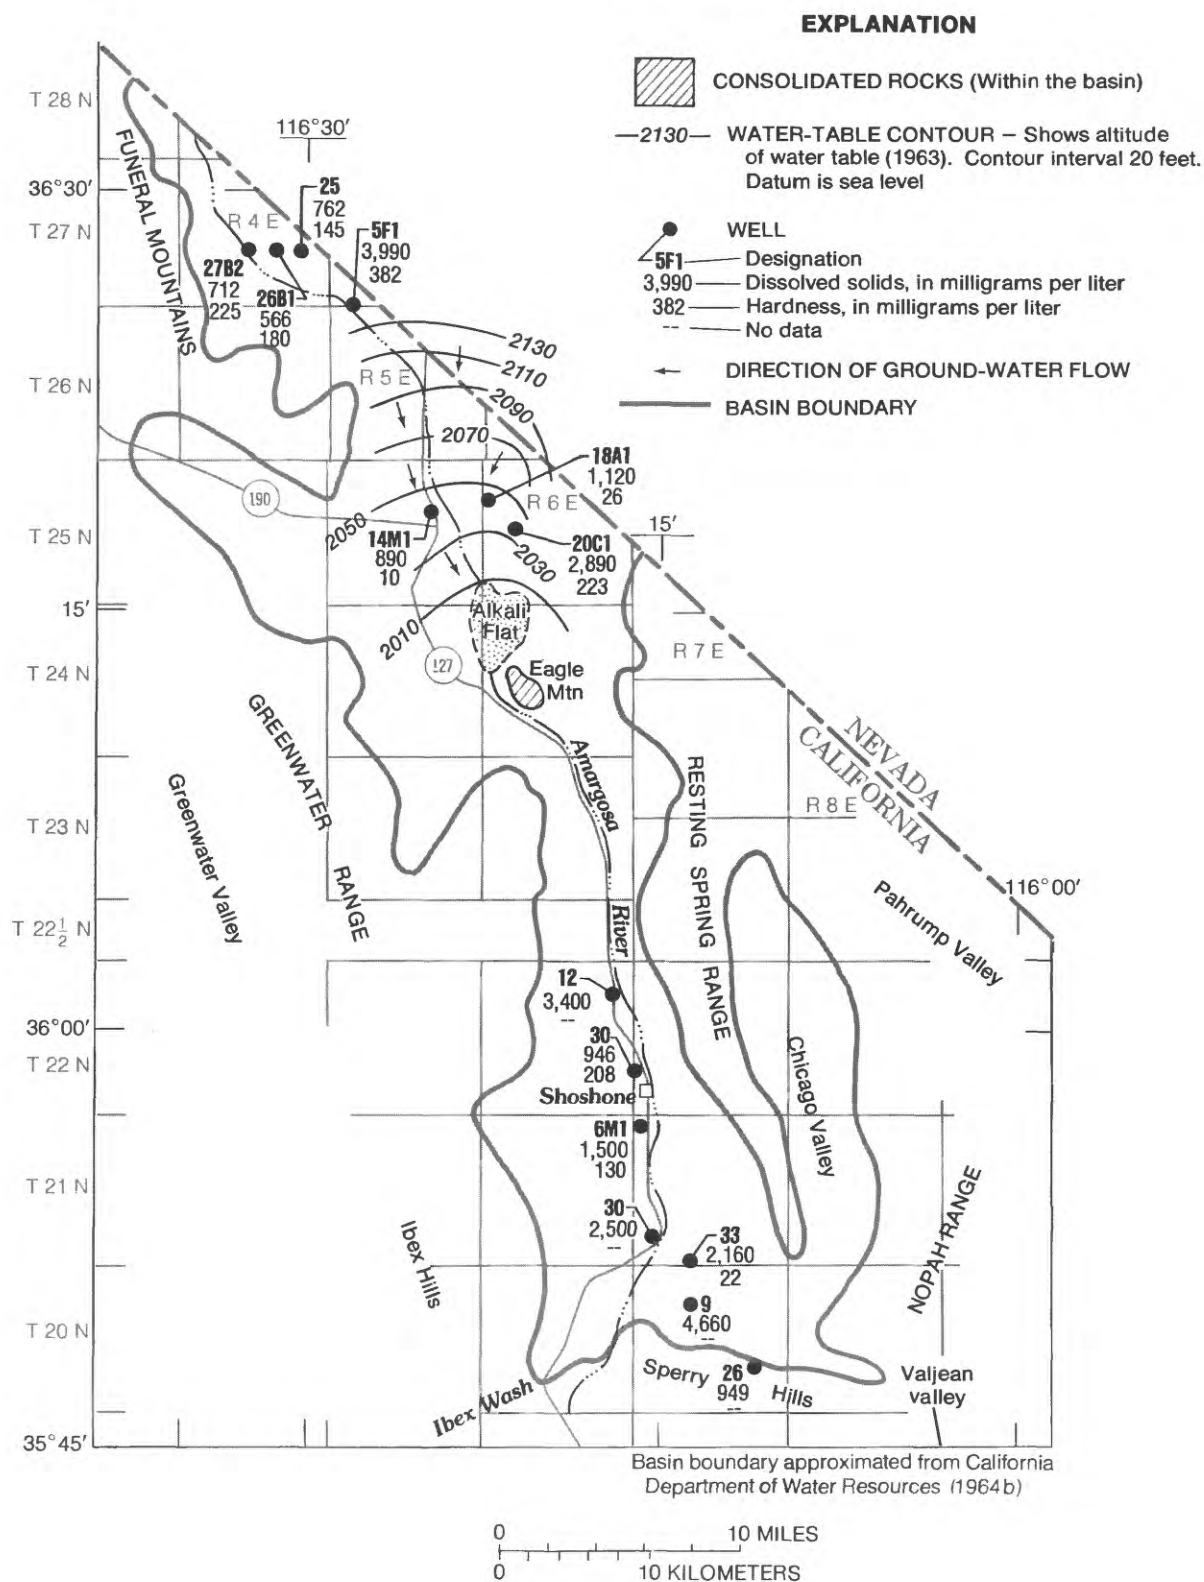 EXPLANATION
CONSOLIDATED ROCKS (Within the basin)
—2130— WATER-TABLE CONTOUR – Shows altitude
of water table (1963). Contour interval 20 feet.
Datum is sea level
WELL
5F1 Designation
3,990 Dissolved solids, in milligrams per liter
382 Hardness, in milligrams per liter
-- No data
DIRECTION OF GROUND-WATER FLOW
BASIN BOUNDARY
T 28 N
116°30′
36°30′
T 27 N
FUNERAL MOUNTAINS
R 4 E
25
762
145
5F1
3,990
382
27B2
712
225
26B1
566
180
T 26 N
R 5 E
2130
2110
2090
2070
18A1
1,120
26
R 6 E
190
2050
14M1
890
10
T 25 N
2030
20C1
2,890
223
15′
15′
2010
Alkali
Flat
127
Eagle
Mtn
R 7 E
T 24 N
GREENWATER
RANGE
Greenwater Valley
Amargosa
River
RESTING SPRING RANGE
NEVADA
CALIFORNIA
R 8 E
T 23 N
116°00′
Pahrump Valley
T 22½ N
12
3,400
--
36°00′
30
946
208
T 22 N
Shoshone
Chicago Valley
6M1
1,500
130
T 21 N
30
2,500
--
33
2,160
22
Ibex Hills
NOPAH RANGE
9
4,660
--
T 20 N
Sperry
Hills
26
949
--
Valjean
valley
Ibex Wash
35°45′
Basin boundary approximated from California
Department of Water Resources (1964b)
0 10 MILES
0 10 KILOMETERS